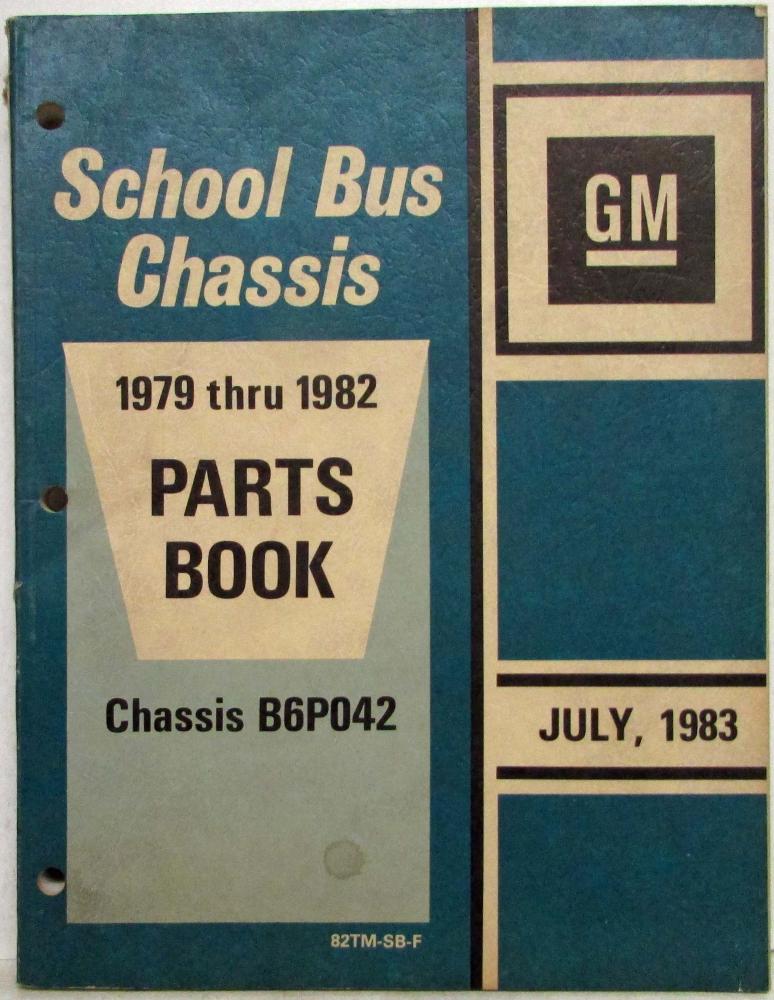 School Bus
Chassis
GM
1979 thru 1982
PARTS
BOOK
Chassis B6P042
JULY, 1983
82TM-SB-F